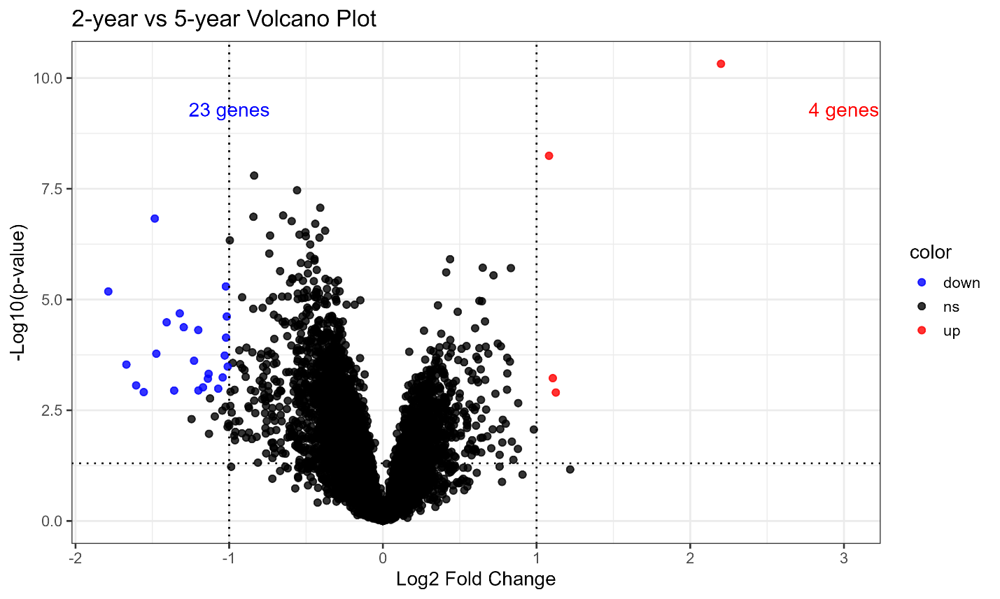 2-year vs 5-year Volcano Plot
10.0
7.5
5.0
2.5
0.0
-Log10(p-value)
23 genes
4 genes
-2
-1
0
1
2
3
Log2 Fold Change
color
down
ns
up